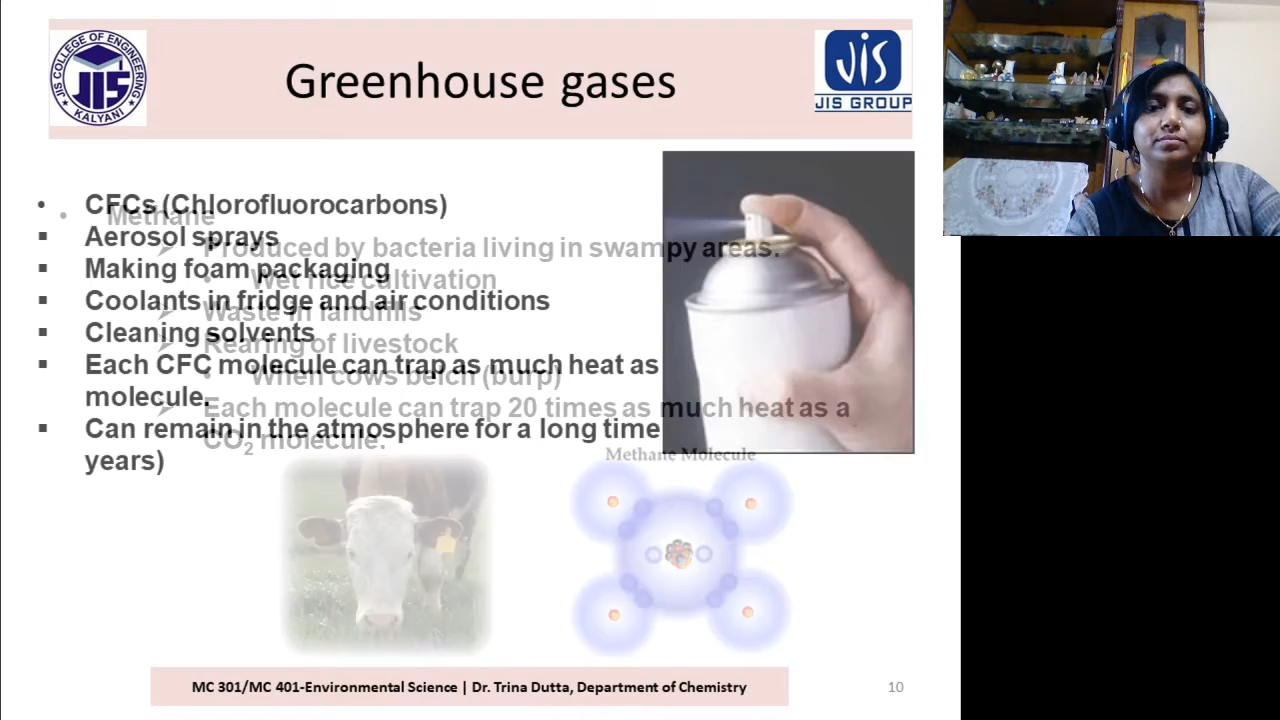 JIS COLLEGE OF ENGINEERING
JIS
KALYANI
Greenhouse gases
JIS
JIS GROUP
• CFCs (Chlorofluorocarbons)
▪ Aerosol sprays
▪ Making foam packaging
▪ Coolants in fridge and air conditions
▪ Cleaning solvents
▪ Each CFC molecule can trap as much heat as
molecule.
▪ Can remain in the atmosphere for a long time
years)
• Methane
➢ Produced by bacteria living in swampy areas.
• Wet rice cultivation
➢ Waste in landfills
➢ Rearing of livestock
• When cows belch (burp)
➢ Each molecule can trap 20 times as much heat as a
CO2 molecule.
Methane Molecule
MC 301/MC 401-Environmental Science | Dr. Trina Dutta, Department of Chemistry
10